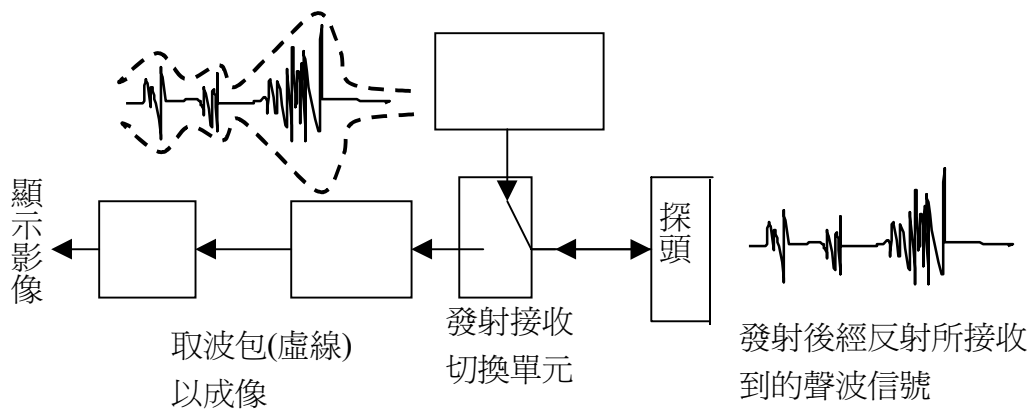 顯示影像
探頭
發射接收
切換單元
取波包(虛線)
以成像
發射後經反射所接收
到的聲波信號